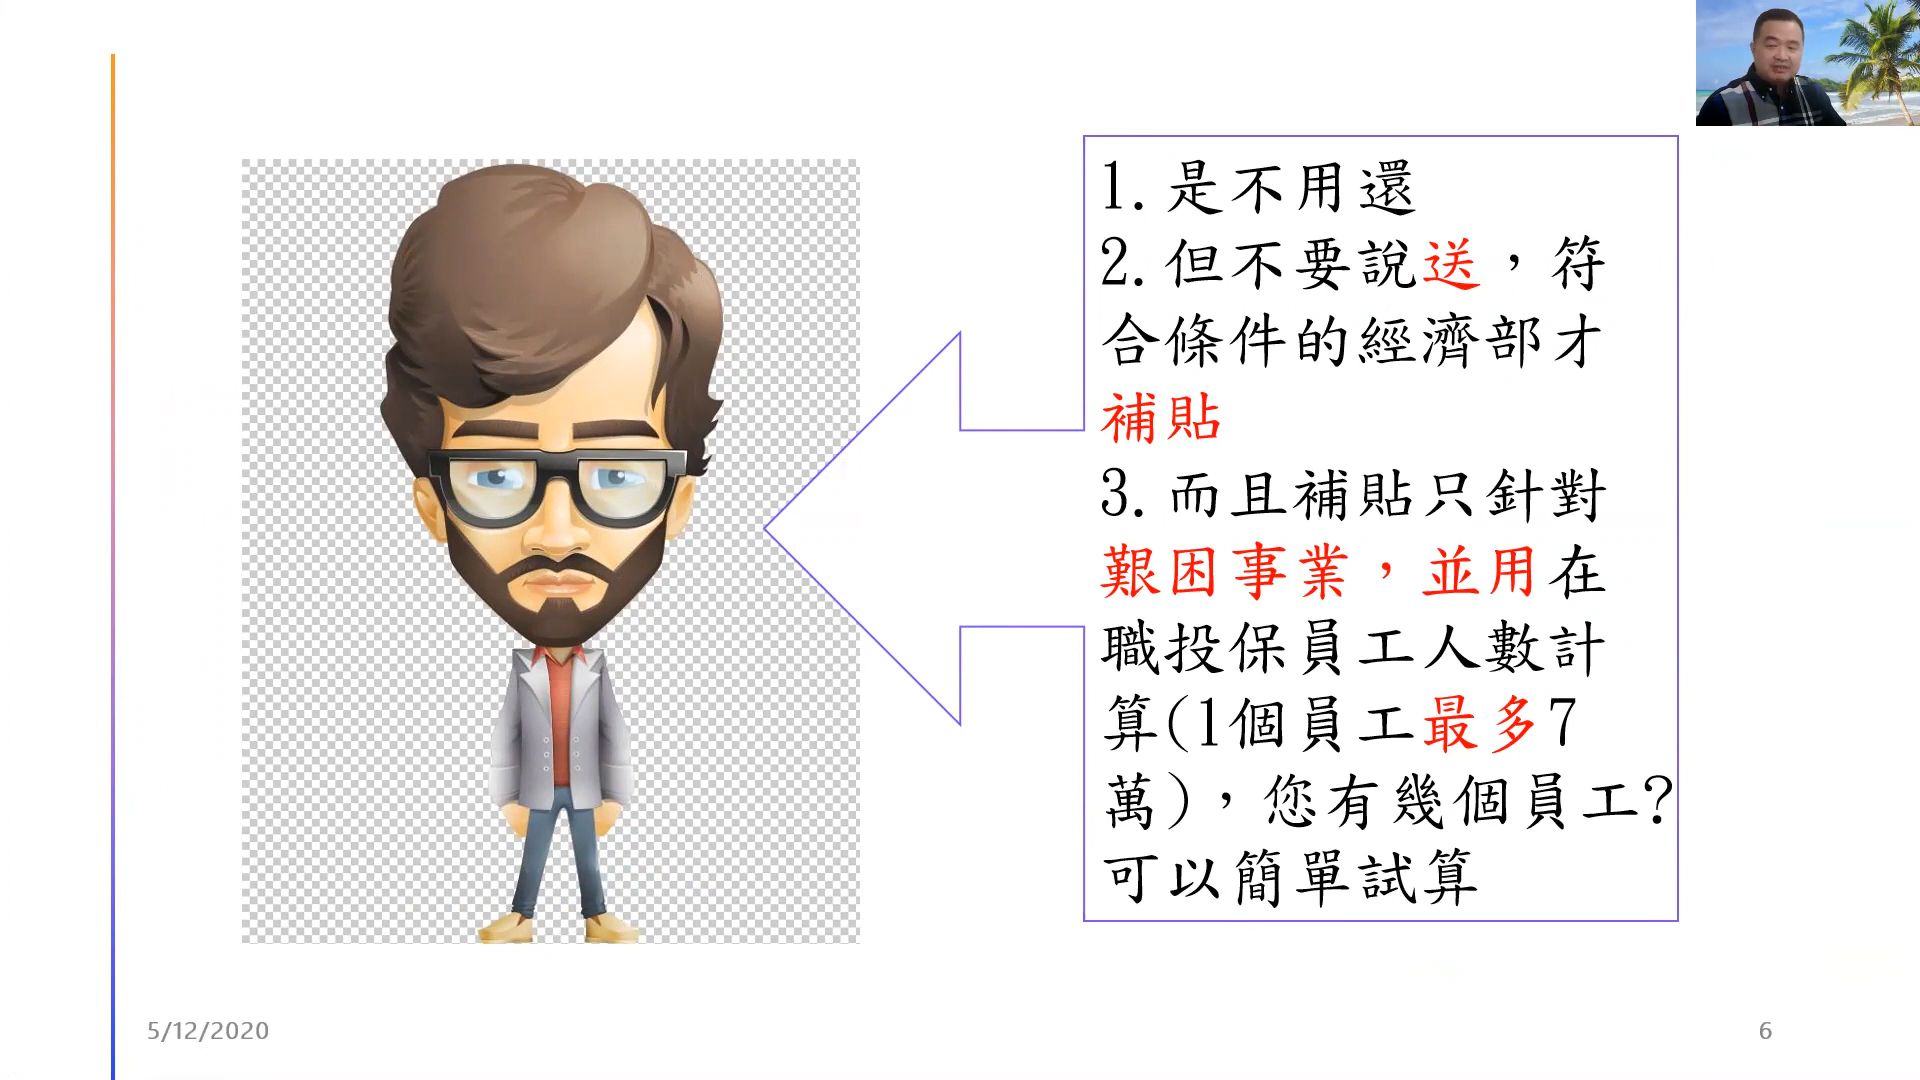 1.是不用還
2.但不要說送，符
合條件的經濟部才
補貼
3.而且補貼只針對
艱困事業，並用在
職投保員工人數計
算(1個員工最多7
萬)，您有幾個員工?
可以簡單試算
5/12/2020
6